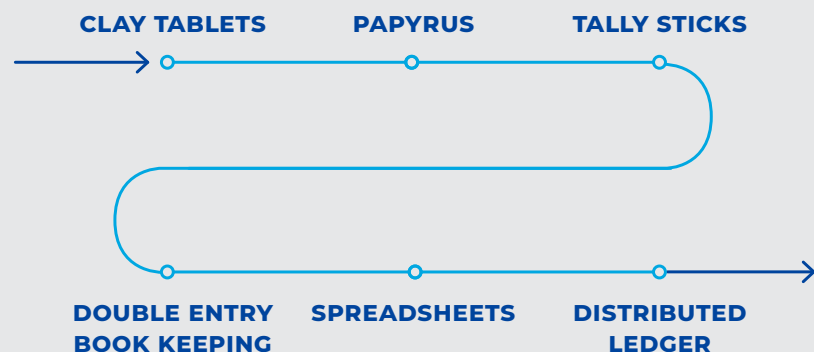 CLAY TABLETS
PAPYRUS
TALLY STICKS
DOUBLE ENTRY
BOOK KEEPING
SPREADSHEETS
DISTRIBUTED
LEDGER